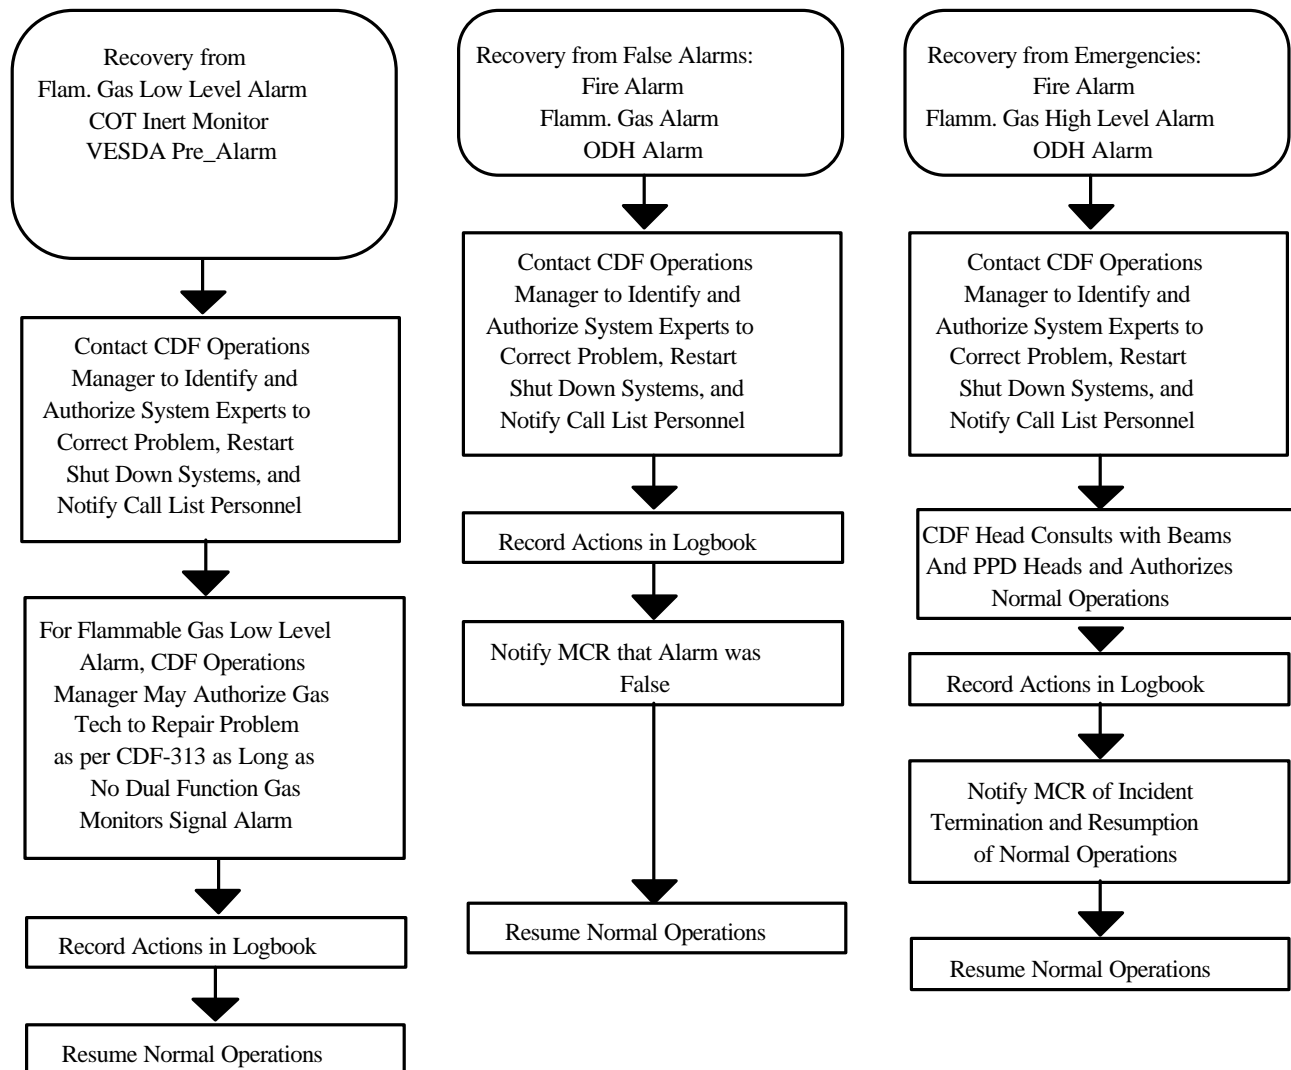 Recovery from
Flam. Gas Low Level Alarm
COT Inert Monitor
VESDA Pre_Alarm
Contact CDF Operations
Manager to Identify and
Authorize System Experts to
Correct Problem, Restart
Shut Down Systems, and
Notify Call List Personnel
For Flammable Gas Low Level
Alarm, CDF Operations
Manager May Authorize Gas
Tech to Repair Problem
as per CDF-313 as Long as
No Dual Function Gas
Monitors Signal Alarm
Record Actions in Logbook
Resume Normal Operations
Recovery from False Alarms:
Fire Alarm
Flamm. Gas Alarm
ODH Alarm
Contact CDF Operations
Manager to Identify and
Authorize System Experts to
Correct Problem, Restart
Shut Down Systems, and
Notify Call List Personnel
Record Actions in Logbook
Notify MCR that Alarm was
False
Resume Normal Operations
Recovery from Emergencies:
Fire Alarm
Flamm. Gas High Level Alarm
ODH Alarm
Contact CDF Operations
Manager to Identify and
Authorize System Experts to
Correct Problem, Restart
Shut Down Systems, and
Notify Call List Personnel
CDF Head Consults with Beams
And PPD Heads and Authorizes
Normal Operations
Record Actions in Logbook
Notify MCR of Incident
Termination and Resumption
of Normal Operations
Resume Normal Operations